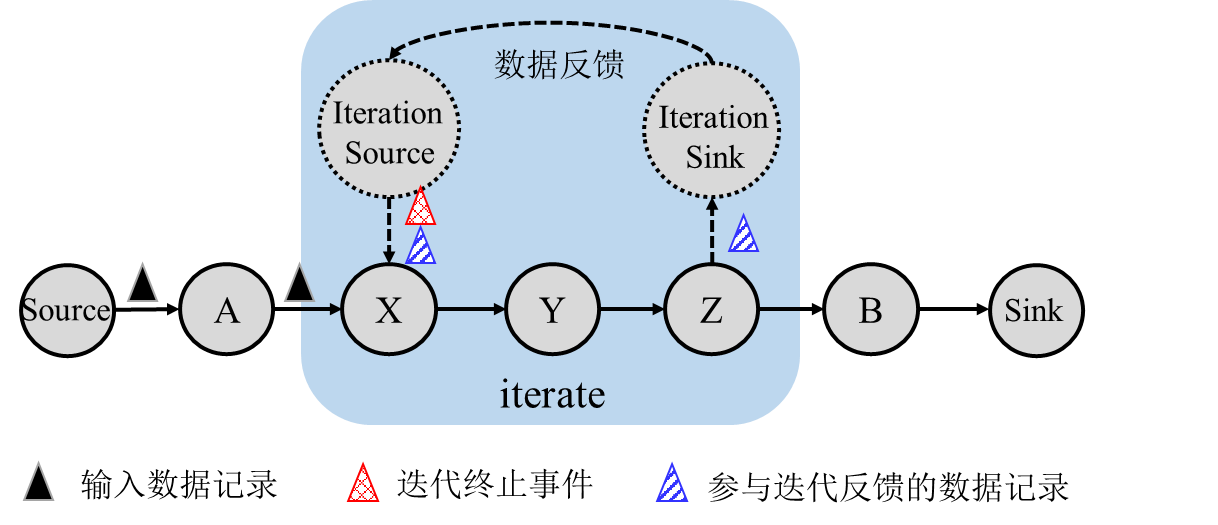 数据反馈
Iteration
Source
Iteration
Sink
Source
A
X
Y
Z
B
Sink
iterate
输入数据记录
迭代终止事件
参与迭代反馈的数据记录